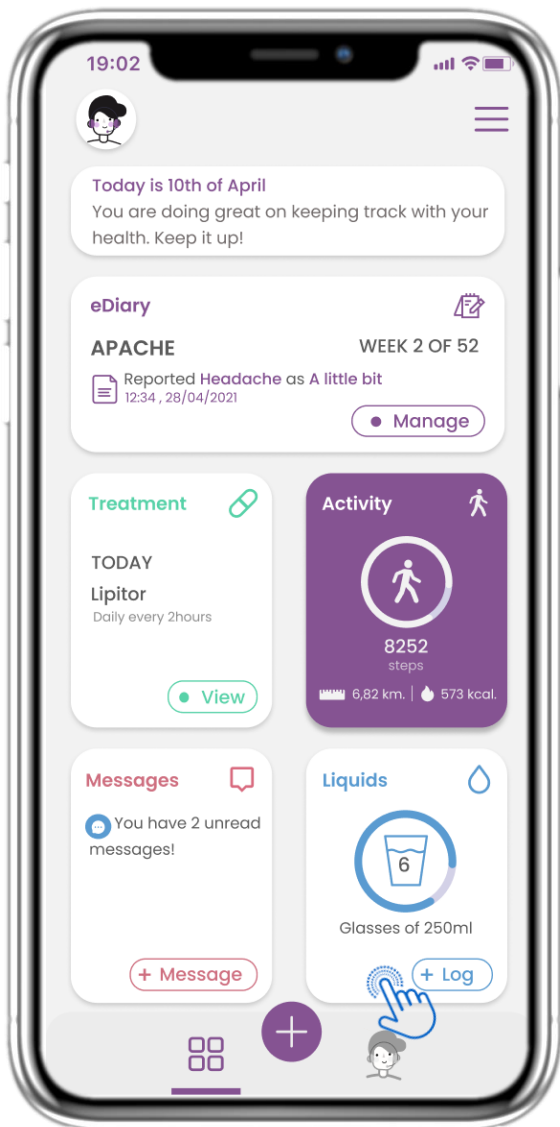 19:02
Today is 10th of April
You are doing great on keeping track with your
health. Keep it up!
eDiary
APACHE
WEEK 2 OF 52
Reported Headache as A little bit
12:34 , 28/04/2021
Manage
Treatment
TODAY
Lipitor
Daily every 2hours
View
Activity
8252
steps
6,82 km.
573 kcal.
Messages
You have 2 unread
messages!
+ Message
Liquids
6
Glasses of 250ml
+ Log